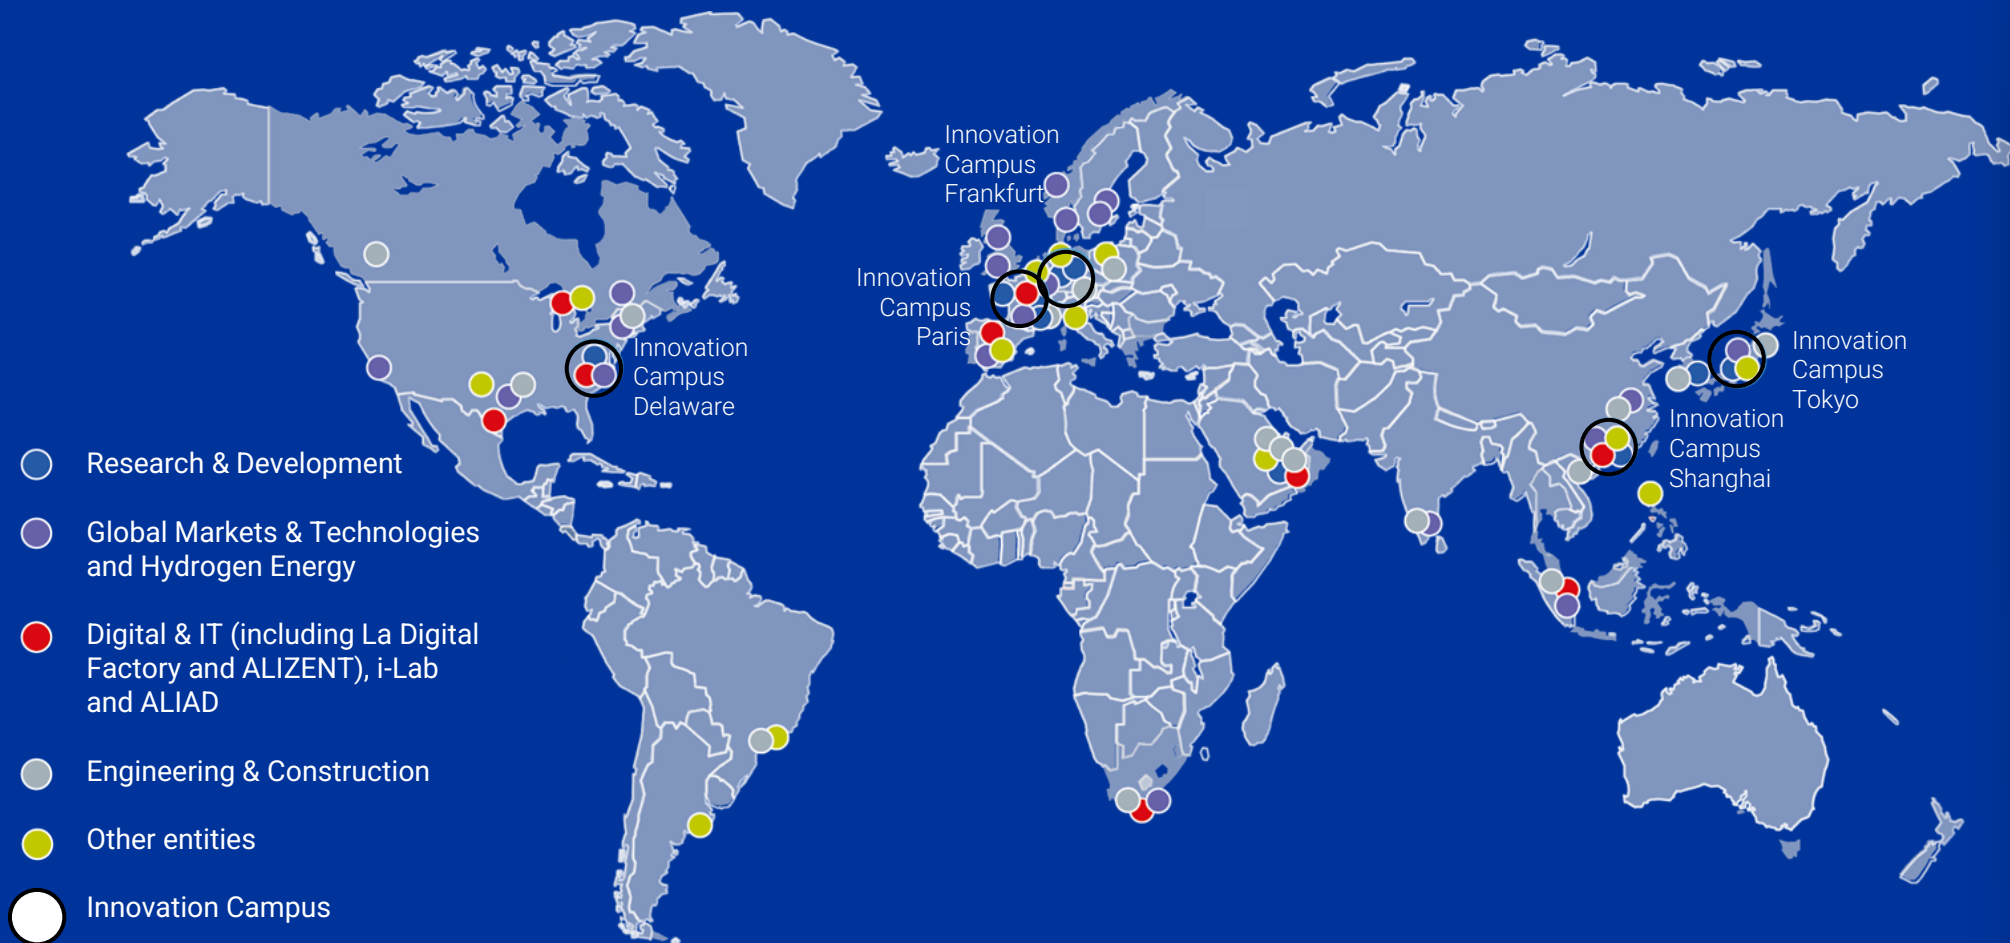 Innovation
Campus
Frankfurt
Innovation
Campus
Paris
Innovation
Campus
Delaware
Innovation
Campus
Tokyo
Innovation
Campus
Shanghai
Research & Development
Global Markets & Technologies
and Hydrogen Energy
Digital & IT (including La Digital
Factory and ALIZENT), i-Lab
and ALIAD
Engineering & Construction
Other entities
Innovation Campus